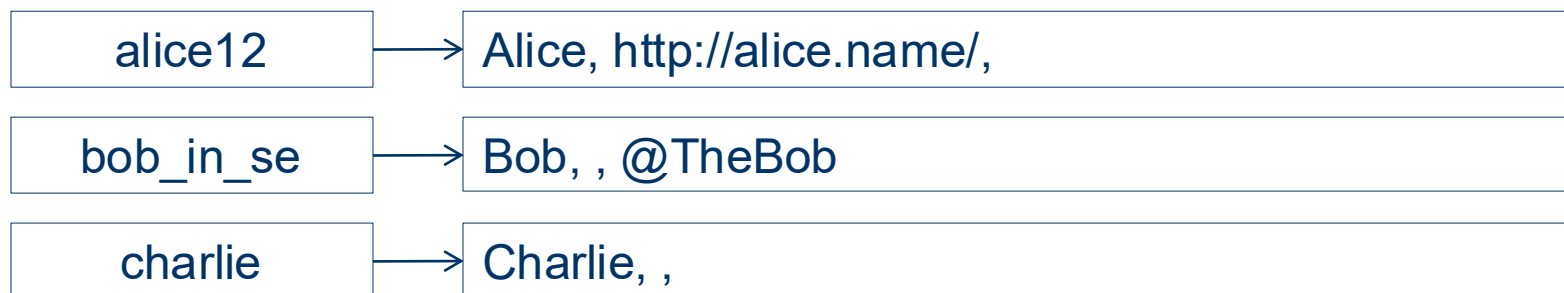 alice12 Alice, http://alice.name/,
bob_in_se Bob, , @TheBob
charlie Charlie, ,